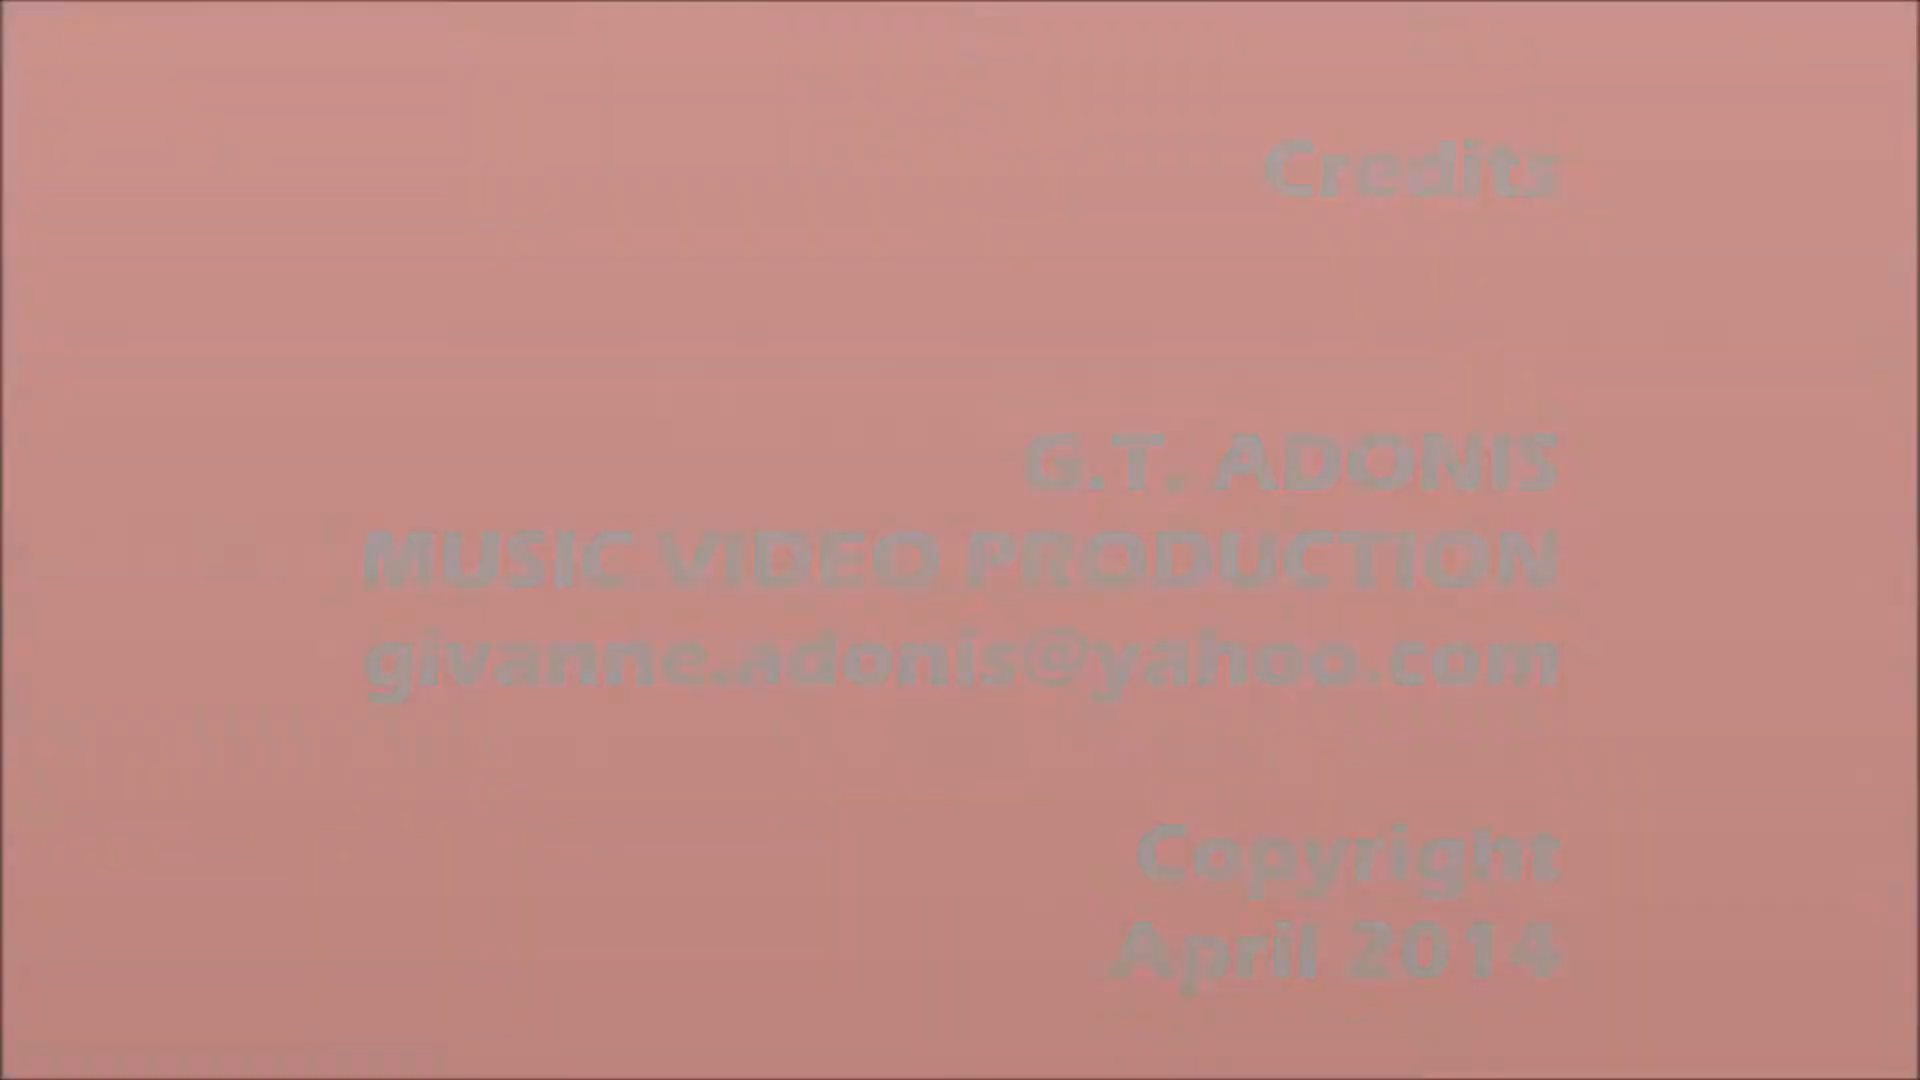 Credits
G.T. ADONIS
MUSIC VIDEO PRODUCTION
givanne.adonis@yahoo.com
Copyright
April 2014